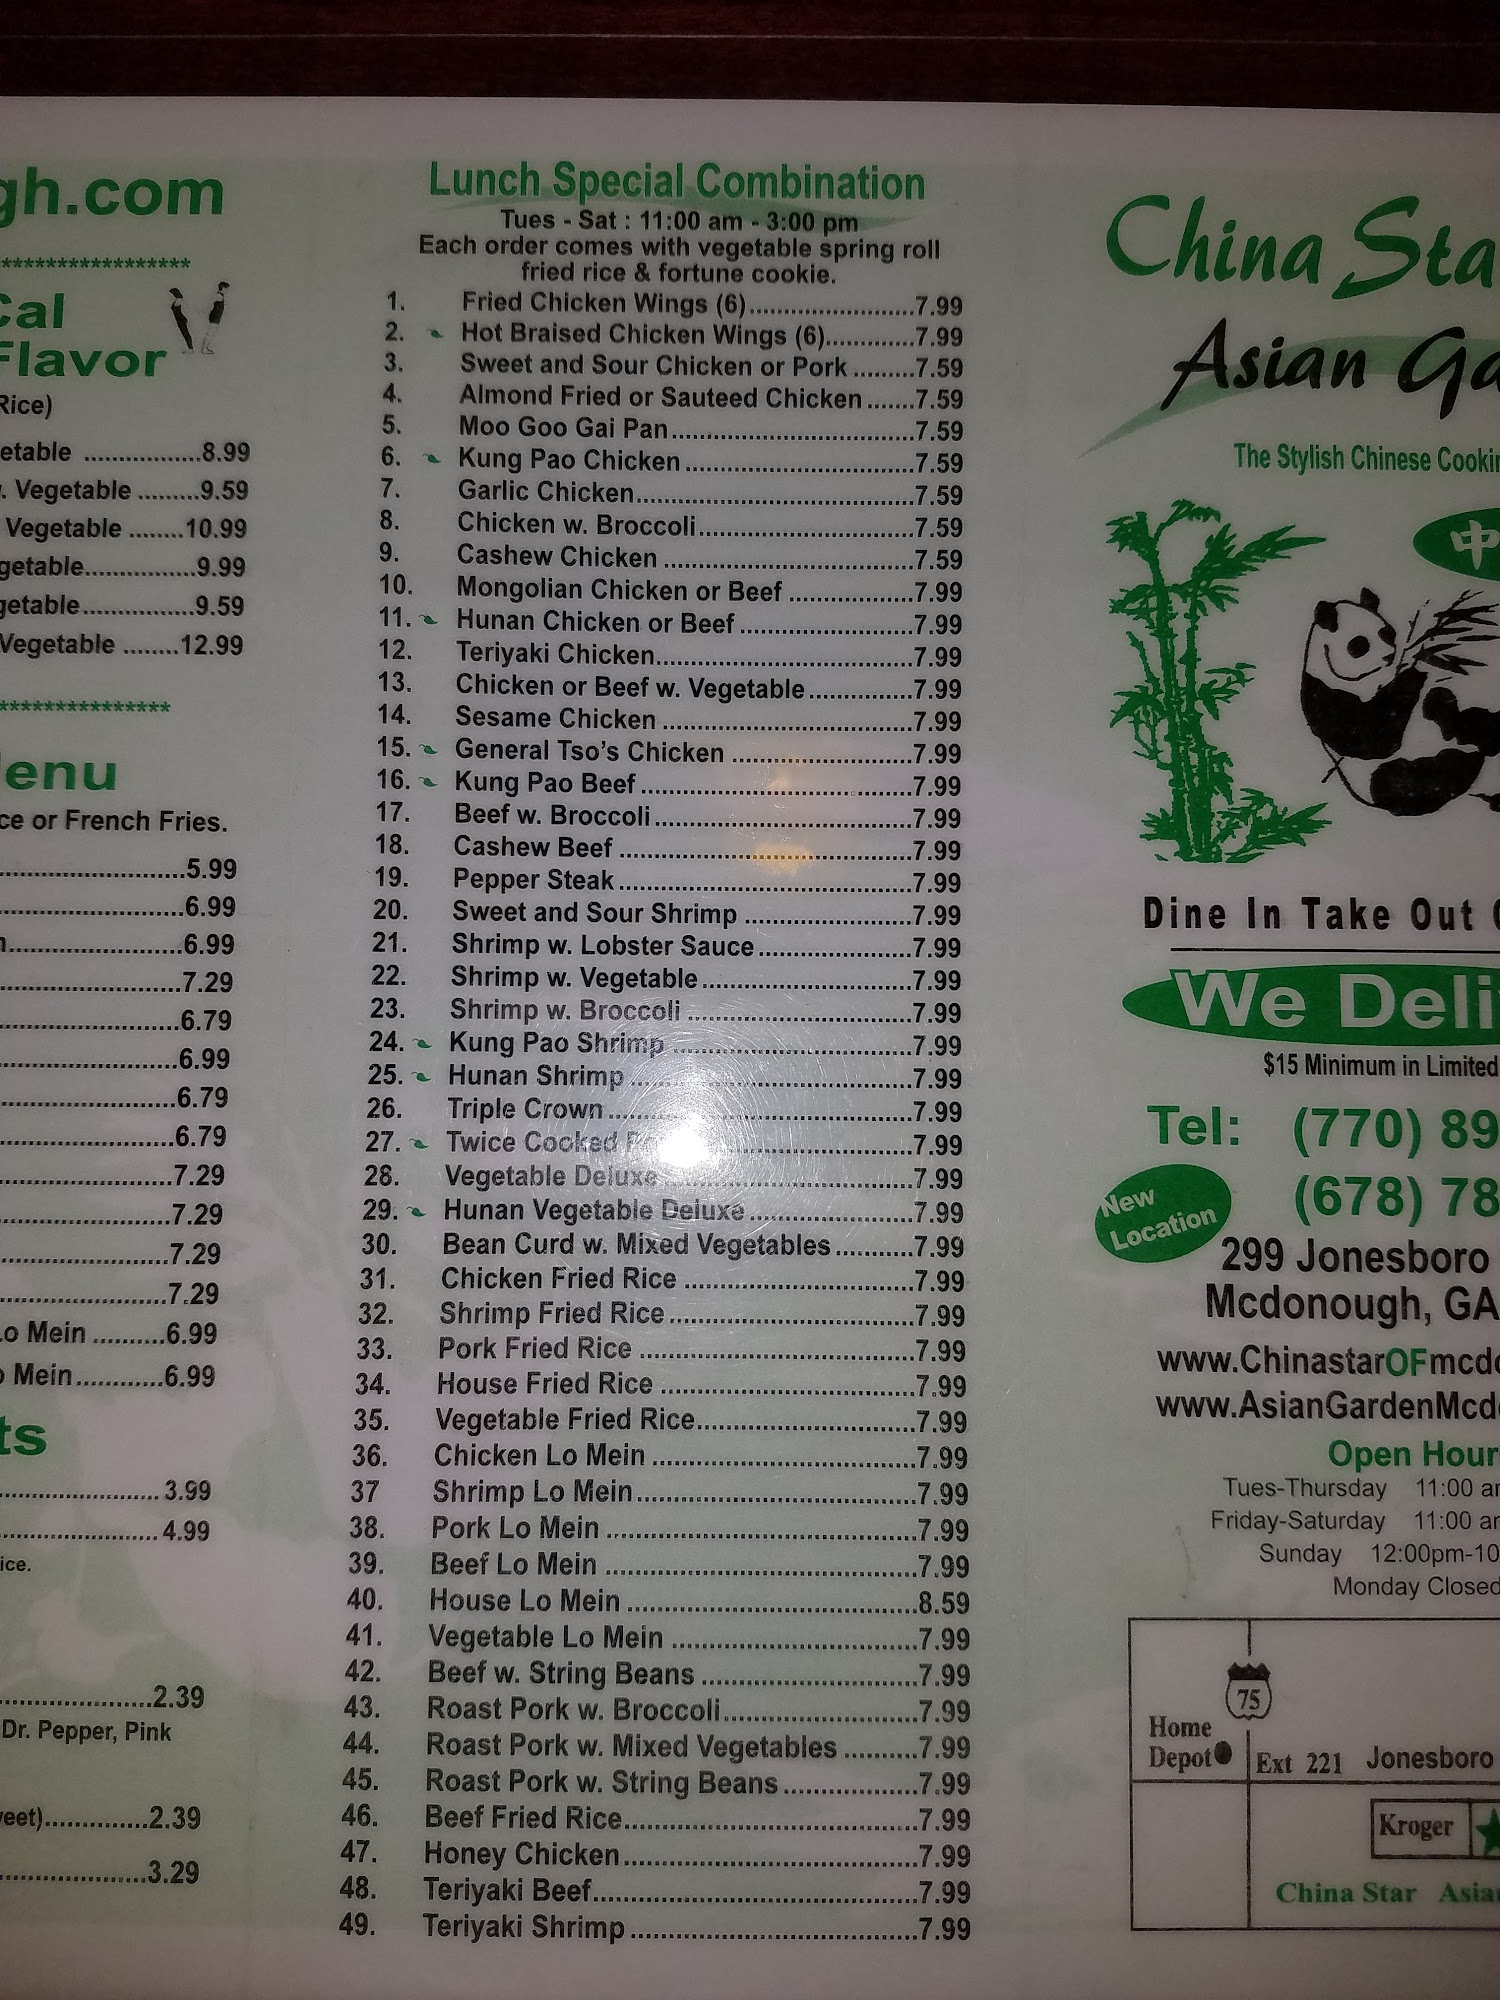 gh.com
******************
Cal
Flavor
Rice)
etable .................8.99
. Vegetable .........9.59
Vegetable ........10.99
getable................9.99
getable................9.59
Vegetable ........12.99
*****************
enu
ce or French Fries.
5.99
6.99
6.99
7.29
6.79
6.99
6.79
6.79
7.29
7.29
7.29
7.29
Lo Mein ..........6.99
o Mein............6.99
ts
3.99
4.99
ice.
2.39
Dr. Pepper, Pink
eet)...............2.39
3.29
Lunch Special Combination
Tues - Sat : 11:00 am - 3:00 pm
Each order comes with vegetable spring roll
fried rice & fortune cookie.
1. Fried Chicken Wings (6)........................7.99
2. Hot Braised Chicken Wings (6).............7.99
3. Sweet and Sour Chicken or Pork .........7.59
4. Almond Fried or Sauteed Chicken .......7.59
5. Moo Goo Gai Pan....................................7.59
6. Kung Pao Chicken..................................7.59
7. Garlic Chicken.........................................7.59
8. Chicken w. Broccoli................................7.59
9. Cashew Chicken .....................................7.59
10. Mongolian Chicken or Beef ..................7.99
11. Hunan Chicken or Beef.........................7.99
12. Teriyaki Chicken.....................................7.99
13. Chicken or Beef w. Vegetable...............7.99
14. Sesame Chicken ....................................7.99
15. General Tso's Chicken ..........................7.99
16. Kung Pao Beef.......................................7.99
17. Beef w. Broccoli.....................................7.99
18. Cashew Beef ..........................................7.99
19. Pepper Steak..........................................7.99
20. Sweet and Sour Shrimp ........................7.99
21. Shrimp w. Lobster Sauce......................7.99
22. Shrimp w. Vegetable..............................7.99
23. Shrimp w. Broccoli ................................7.99
24. Kung Pao Shrimp ..................................7.99
25. Hunan Shrimp ........................................7.99
26. Triple Crown...........................................7.99
27. Twice Cooked 7.99
28. Vegetable Deluxe ...................................7.99
29. Hunan Vegetable Deluxe.......................7.99
30. Bean Curd w. Mixed Vegetables...........7.99
31. Chicken Fried Rice ................................7.99
32. Shrimp Fried Rice..................................7.99
33. Pork Fried Rice ......................................7.99
34. House Fried Rice ...................................7.99
35. Vegetable Fried Rice..............................7.99
36. Chicken Lo Mein ....................................7.99
37 Shrimp Lo Mein......................................7.99
38. Pork Lo Mein ..........................................7.99
39. Beef Lo Mein ..........................................7.99
40. House Lo Mein .......................................8.59
41. Vegetable Lo Mein .................................7.99
42. Beef w. String Beans .............................7.99
43. Roast Pork w. Broccoli..........................7.99
44. Roast Pork w. Mixed Vegetables ..........7.99
45. Roast Pork w. String Beans..................7.99
46. Beef Fried Rice.......................................7.99
47. Honey Chicken.......................................7.99
48. Teriyaki Beef...........................................7.99
49. Teriyaki Shrimp ......................................7.99
China Sta
Asian Ga
The Stylish Chinese Cookin
中
Dine In Take Out
We Deli
$15 Minimum in Limited
Tel: (770) 89
(678) 78
New
Location
299 Jonesboro
Mcdonough, GA
www.ChinastarOFmcd
www.AsianGardenMcd
Open Hour
Tues-Thursday 11:00 a
Friday-Saturday 11:00 a
Sunday 12:00pm-10
Monday Closed
75
Home
Depot
Ext 221 Jonesboro
Kroger
China Star Asia